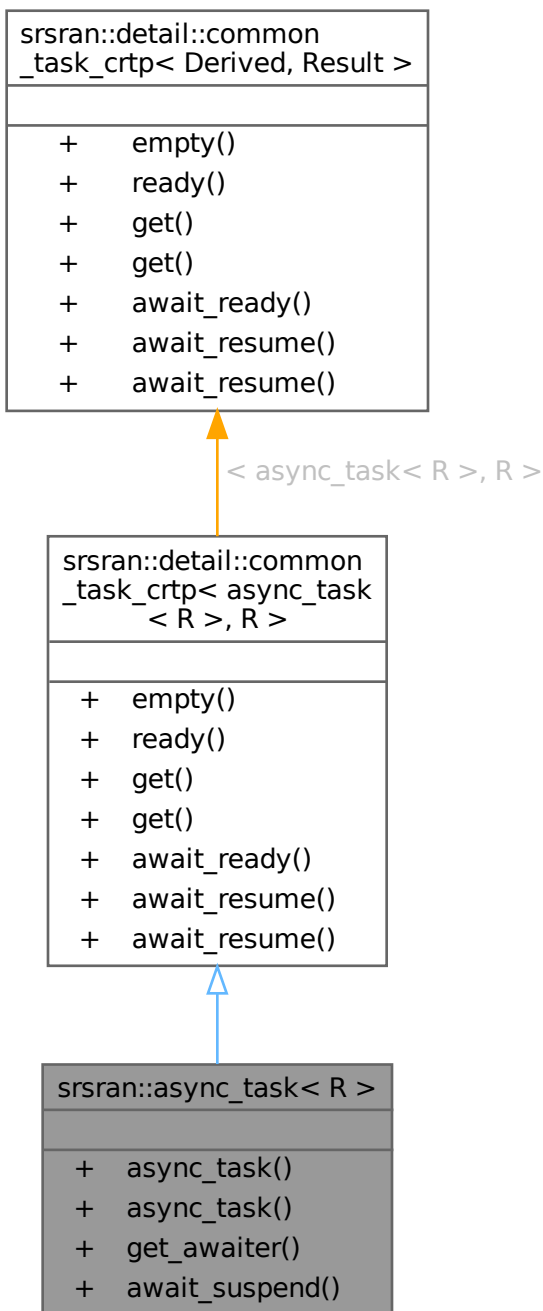 srsran::detail::common
_task_crtp< Derived, Result >
+ empty()
+ ready()
+ get()
+ get()
+ await_ready()
+ await_resume()
+ await_resume()
< async_task< R >, R >
srsran::detail::common
_task_crtp< async_task
< R >, R >
+ empty()
+ ready()
+ get()
+ get()
+ await_ready()
+ await_resume()
+ await_resume()
srsran::async_task< R >
+ async_task()
+ async_task()
+ get_awaiter()
+ await_suspend()